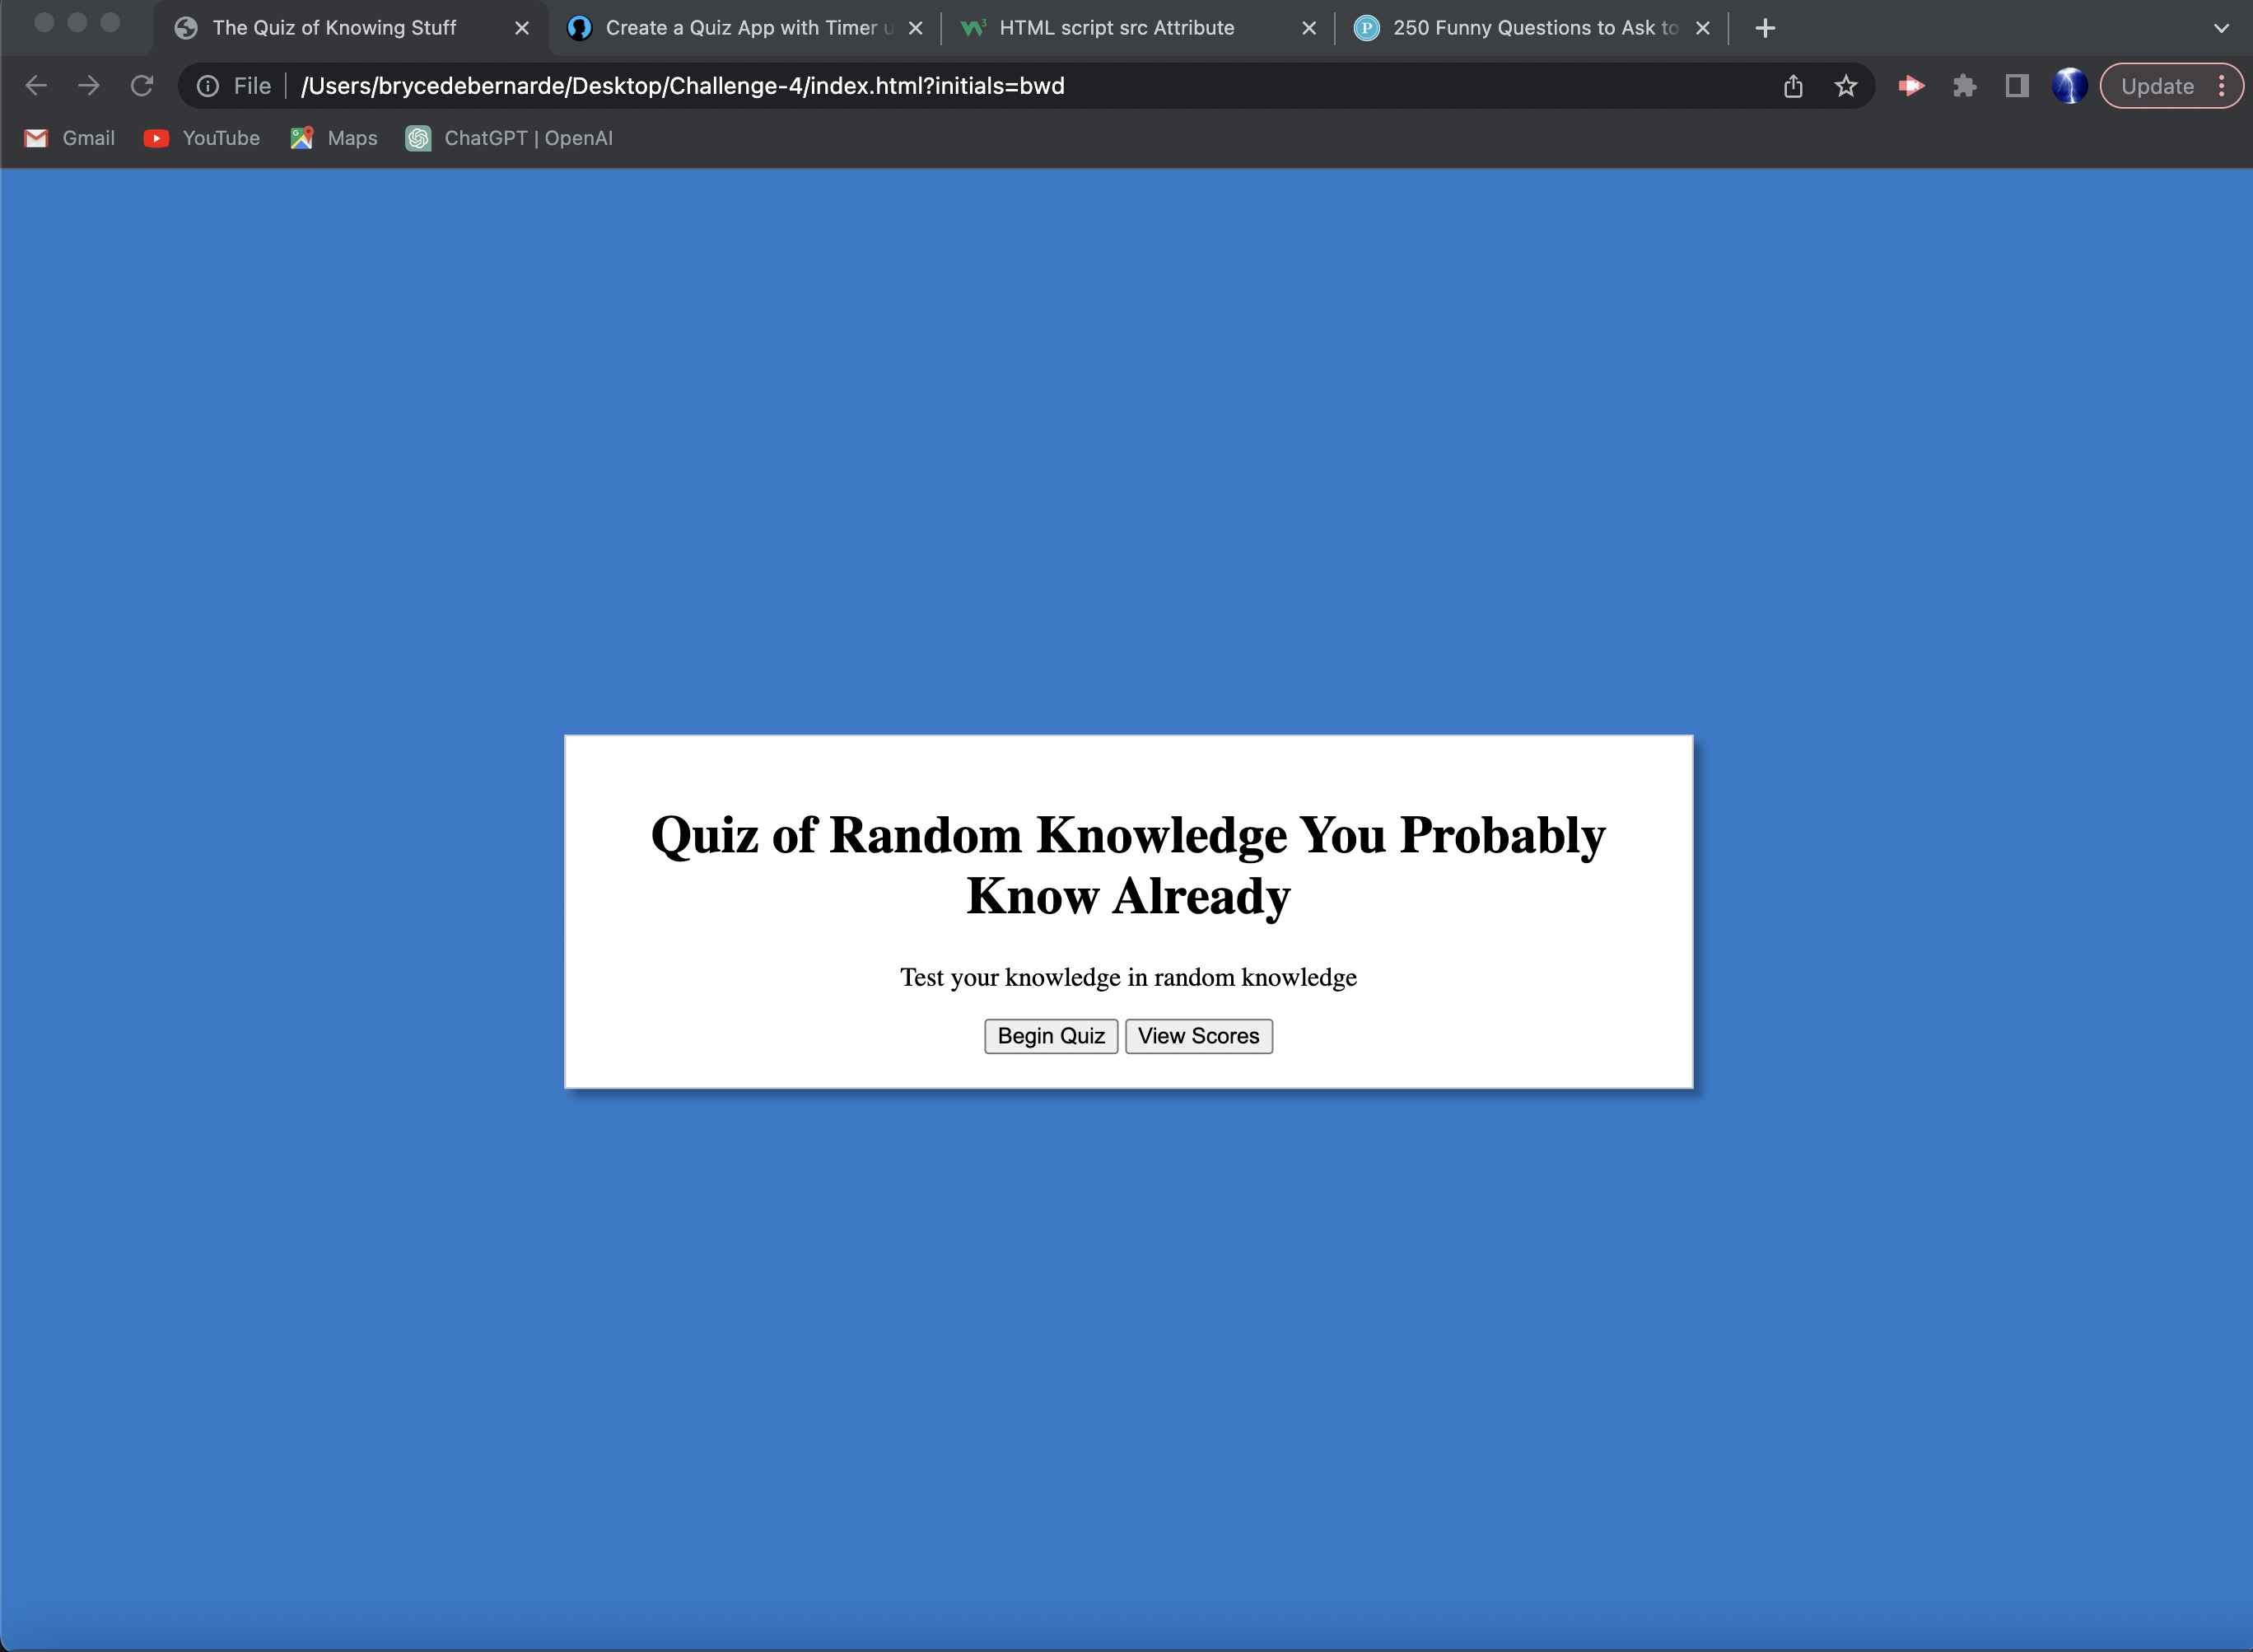 The Quiz of Knowing Stuff
Create a Quiz App with Timer u
HTML script src Attribute
250 Funny Questions to Ask to
File
/Users/brycedebernarde/Desktop/Challenge-4/index.html?initials=bwd
Update
Gmail
YouTube
Maps
ChatGPT | OpenAI
Quiz of Random Knowledge You Probably
Know Already
Test your knowledge in random knowledge
Begin Quiz
View Scores